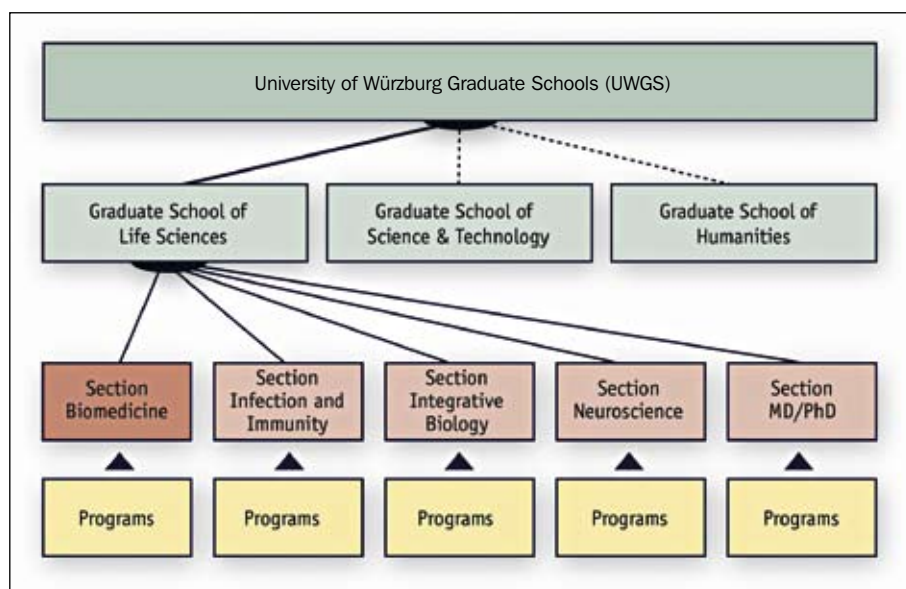 University of Würzburg Graduate Schools (UWGS)
Graduate School of
Life Sciences
Graduate School of
Science & Technology
Graduate School of
Humanities
Section
Biomedicine
Section
Infection and
Immunity
Section
Integrative
Biology
Section
Neuroscience
Section
MD/PhD
Programs
Programs
Programs
Programs
Programs